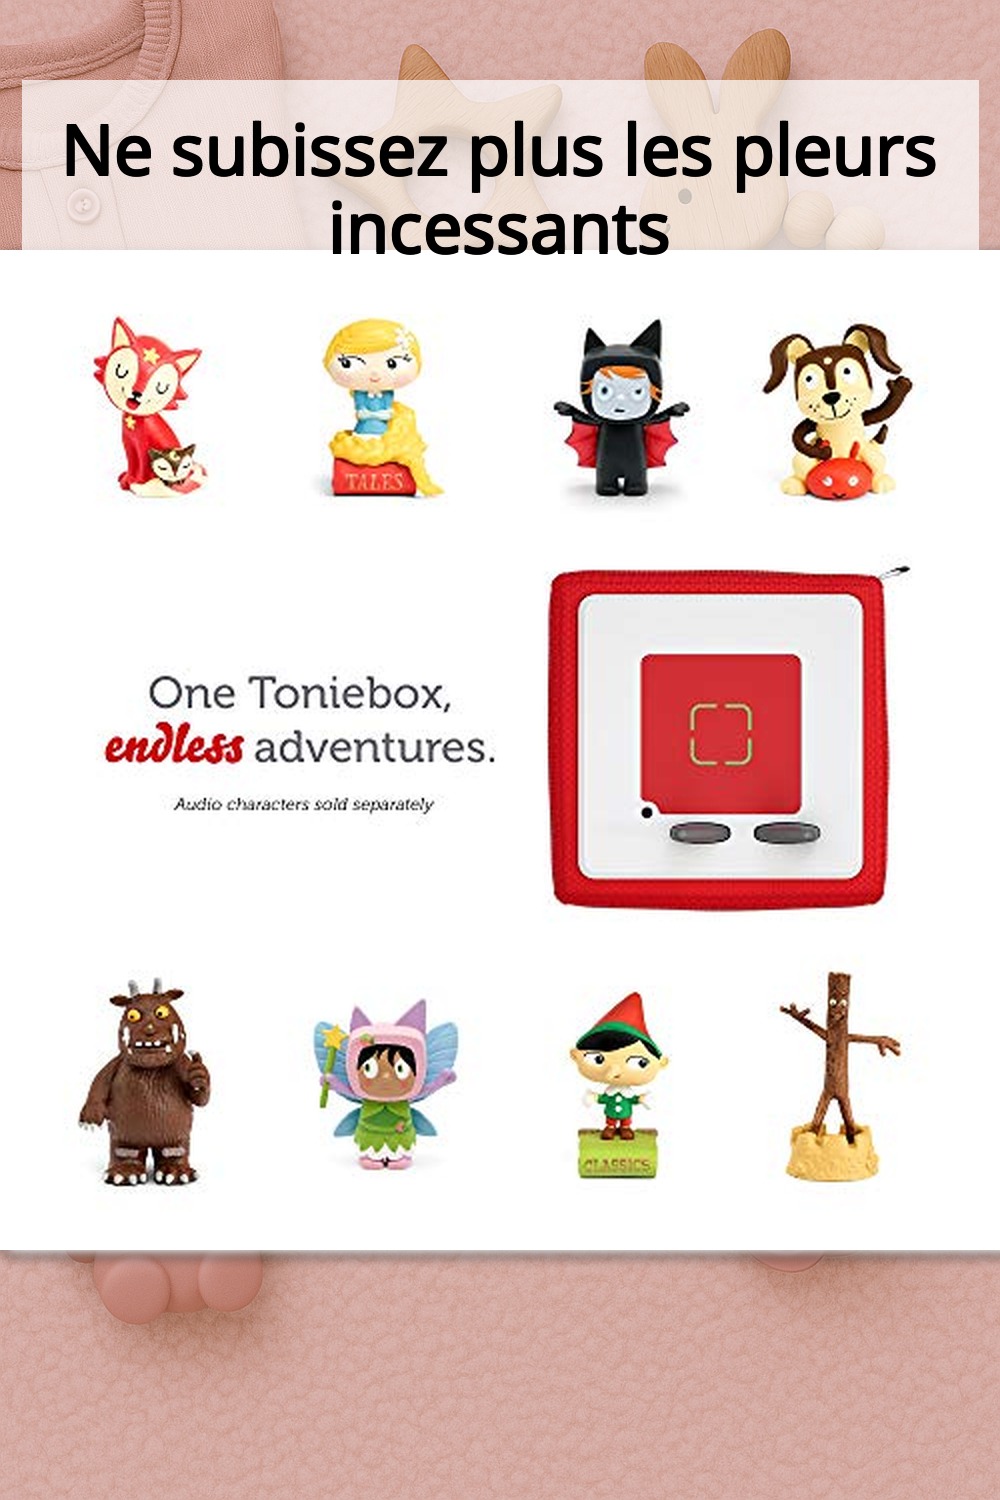 Ne subissez plus les pleurs
incessants
TALES
One Toniebox,
endless adventures.
Audio characters sold separately
CLASSICS